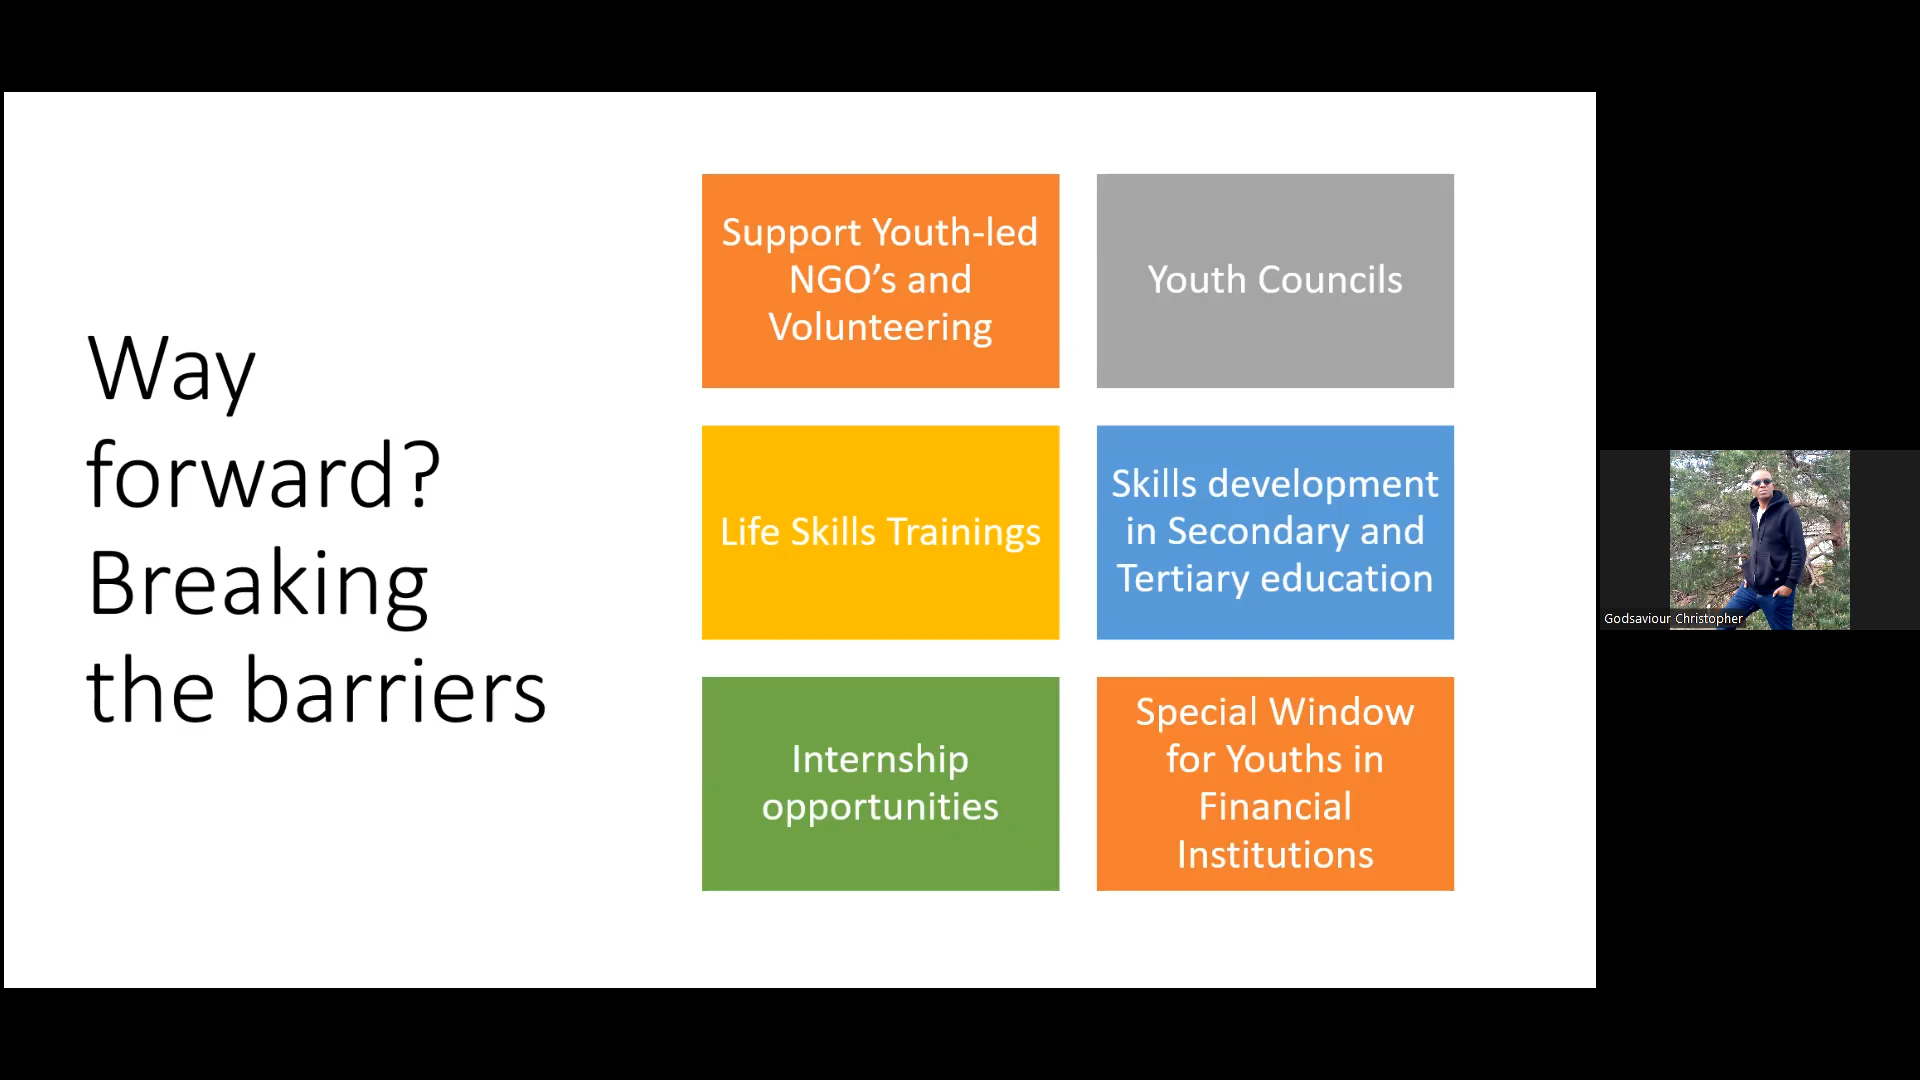 Way
forward?
Breaking
the barriers
Support Youth-led
NGO’s and
Volunteering
Youth Councils
Life Skills Trainings
Skills development
in Secondary and
Tertiary education
Internship
opportunities
Special Window
for Youths in
Financial
Institutions
Godsaviour Christopher